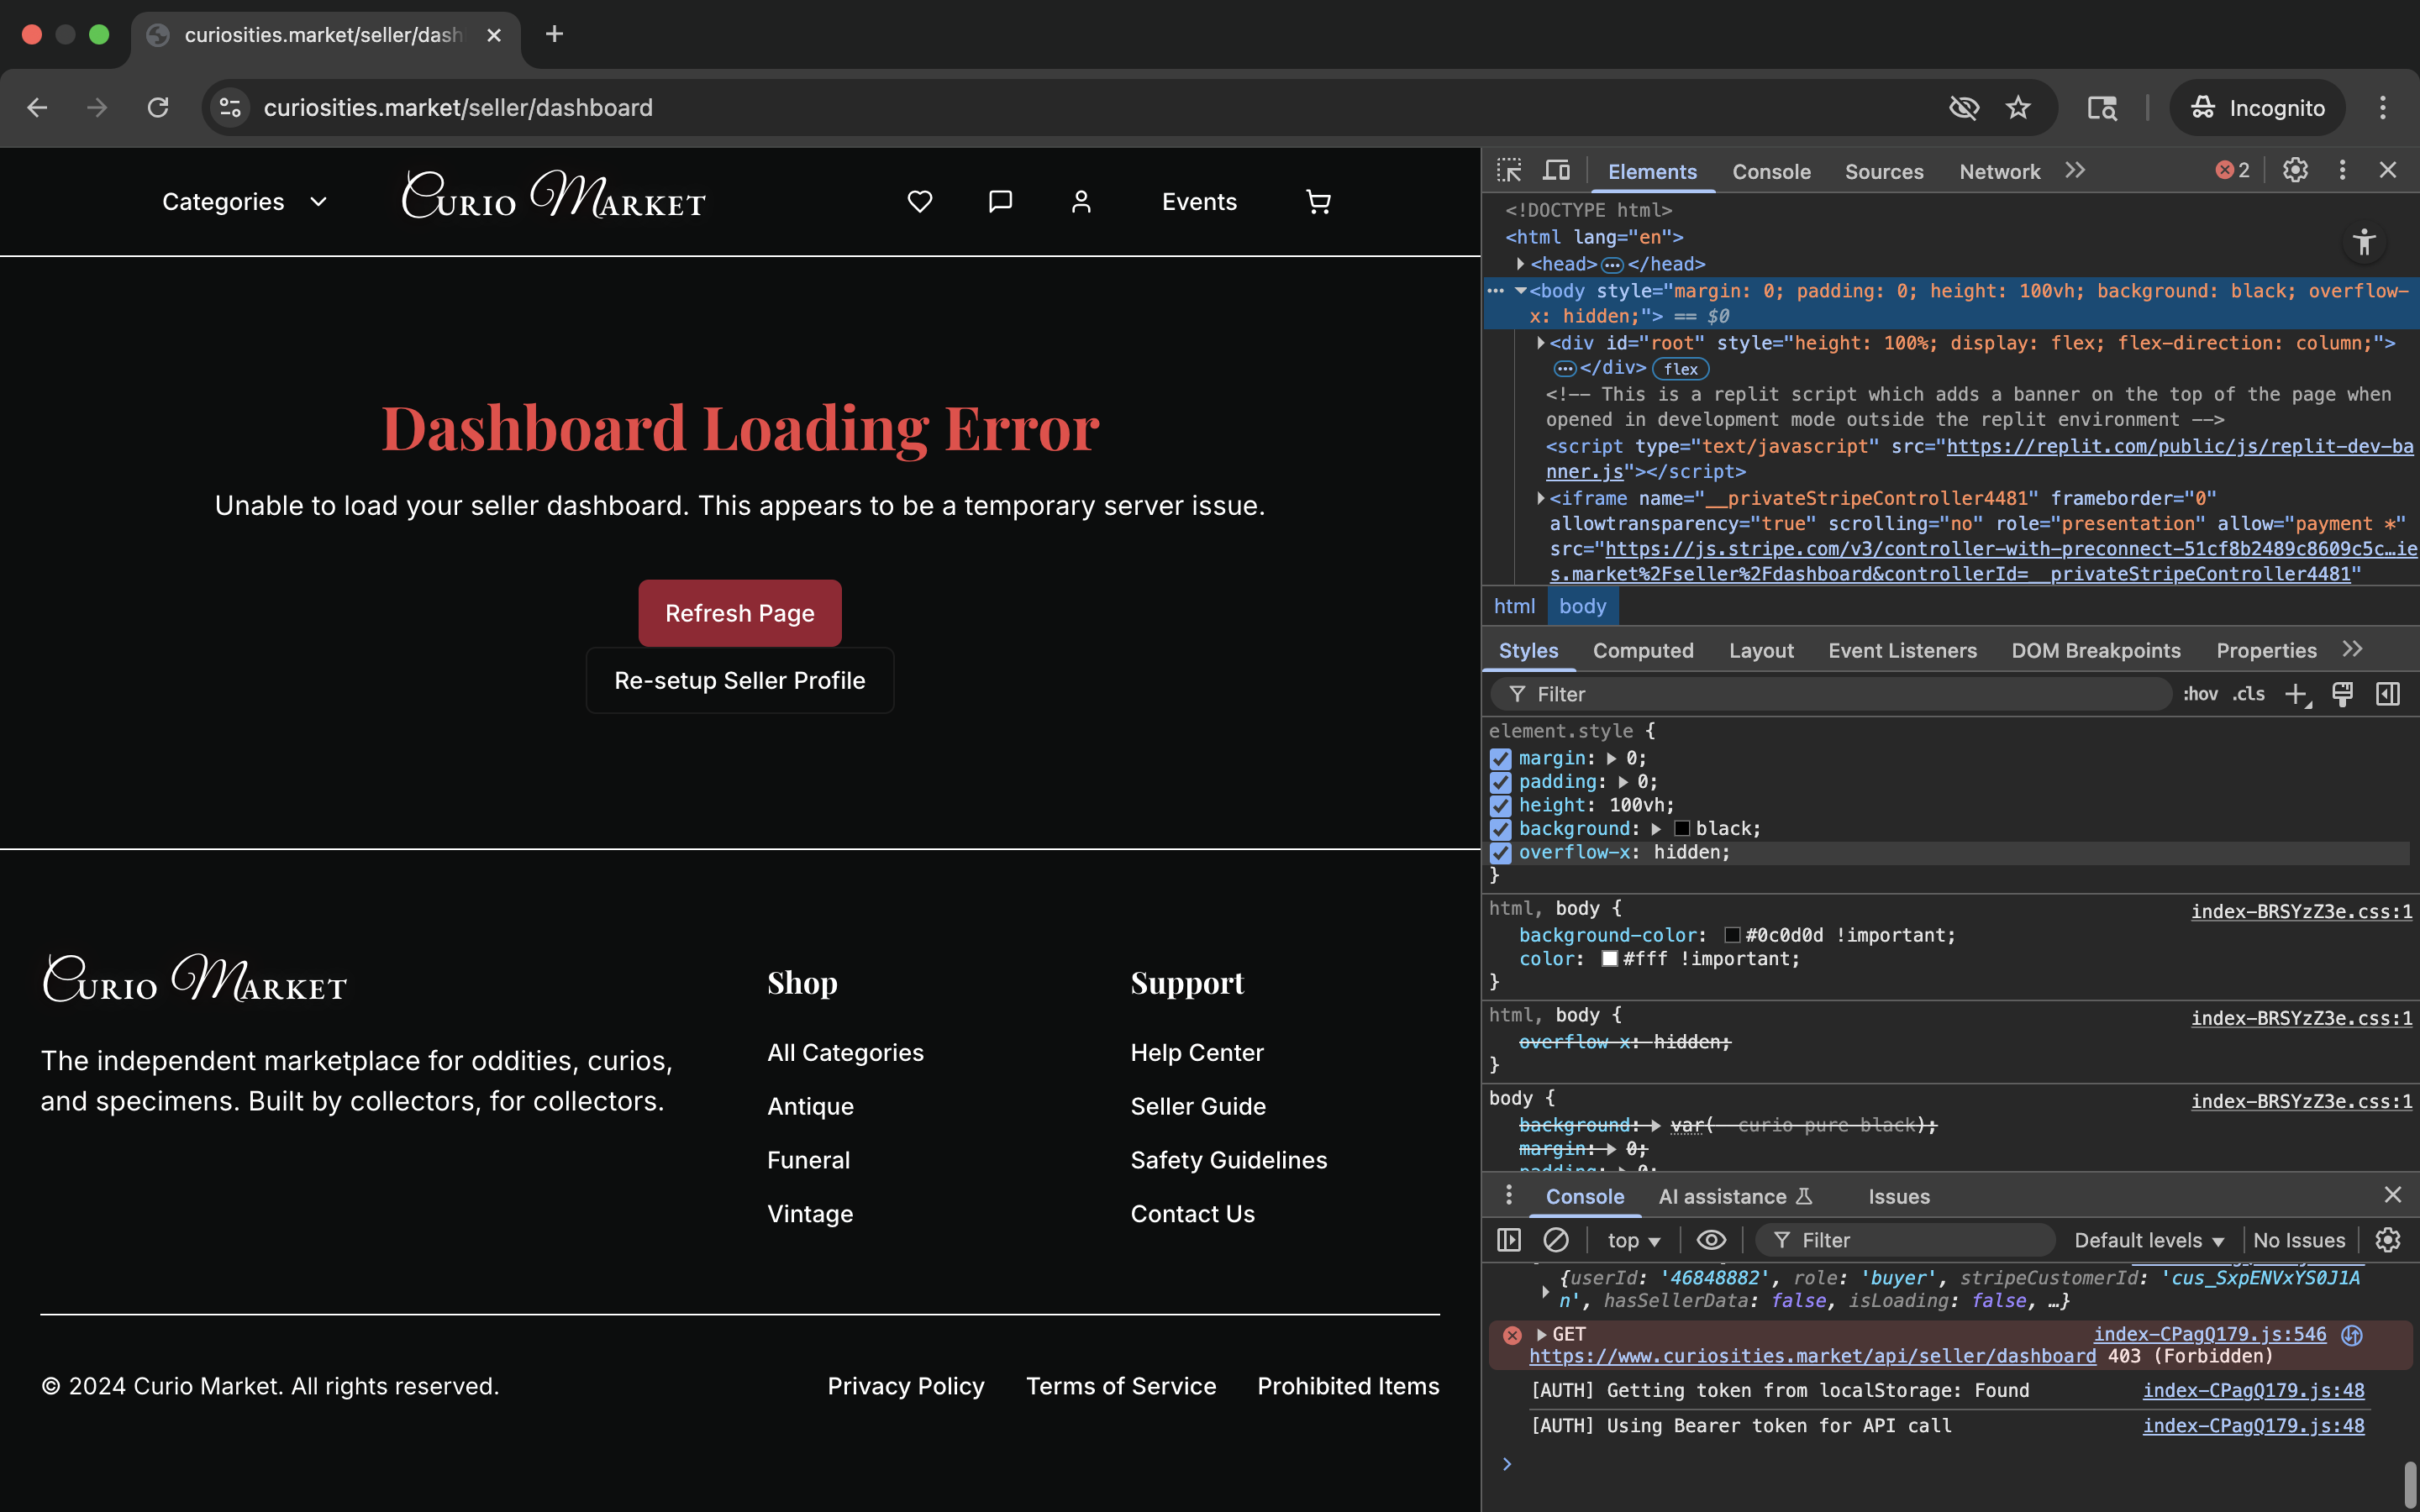 curiosities.market/seller/dash
curiosities.market/seller/dashboard
Incognito
Categories
Curio Market
Events
Dashboard Loading Error
Unable to load your seller dashboard. This appears to be a temporary server issue.
Refresh Page
Re-setup Seller Profile
Curio Market
The independent marketplace for oddities, curios,
and specimens. Built by collectors, for collectors.
Shop
All Categories
Antique
Funeral
Vintage
Support
Help Center
Seller Guide
Safety Guidelines
Contact Us
© 2024 Curio Market. All rights reserved.
Privacy Policy
Terms of Service
Prohibited Items
Elements Console Sources Network 2
<!DOCTYPE html>
<html lang="en">
<head> </head>
<body style="margin: 0; padding: 0; height: 100vh; background: black; overflow-
x: hidden;"> == $0
<div id="root" style="height: 100%; display: flex; flex-direction: column;">
</div> flex
<!-- This is a replit script which adds a banner on the top of the page when
opened in development mode outside the replit environment -->
<script type="text/javascript" src="https://replit.com/public/js/replit-dev-ba
nner.js"></script>
<iframe name="__privateStripeController4481" frameborder="0"
allowtransparency="true" scrolling="no" role="presentation" allow="payment *"
src="https://js.stripe.com/v3/controller-with-preconnect-51cf8b2489c8609c5c…ie
s.market%2Fseller%2Fdashboard&controllerId=__privateStripeController4481"
html body
Styles Computed Layout Event Listeners DOM Breakpoints Properties
Filter :hov .cls
element.style {
margin: 0;
padding: 0;
height: 100vh;
background: black;
overflow-x: hidden;
}
html, body { index-BRSYzZ3e.css:1
background-color: #0c0d0d !important;
color: #fff !important;
}
html, body { index-BRSYzZ3e.css:1
overflow-x: hidden;
}
body { index-BRSYzZ3e.css:1
background: var(--curio-pure-black);
margin: 0;
padding: 0;
Console AI assistance Issues
top Filter Default levels No Issues
{userId: '46848882', role: 'buyer', stripeCustomerId: 'cus_SxpENVxYS0J1A
n', hasSellerData: false, isLoading: false, …}
GET index-CPagQ179.js:546
https://www.curiosities.market/api/seller/dashboard 403 (Forbidden)
[AUTH] Getting token from localStorage: Found index-CPagQ179.js:48
[AUTH] Using Bearer token for API call index-CPagQ179.js:48